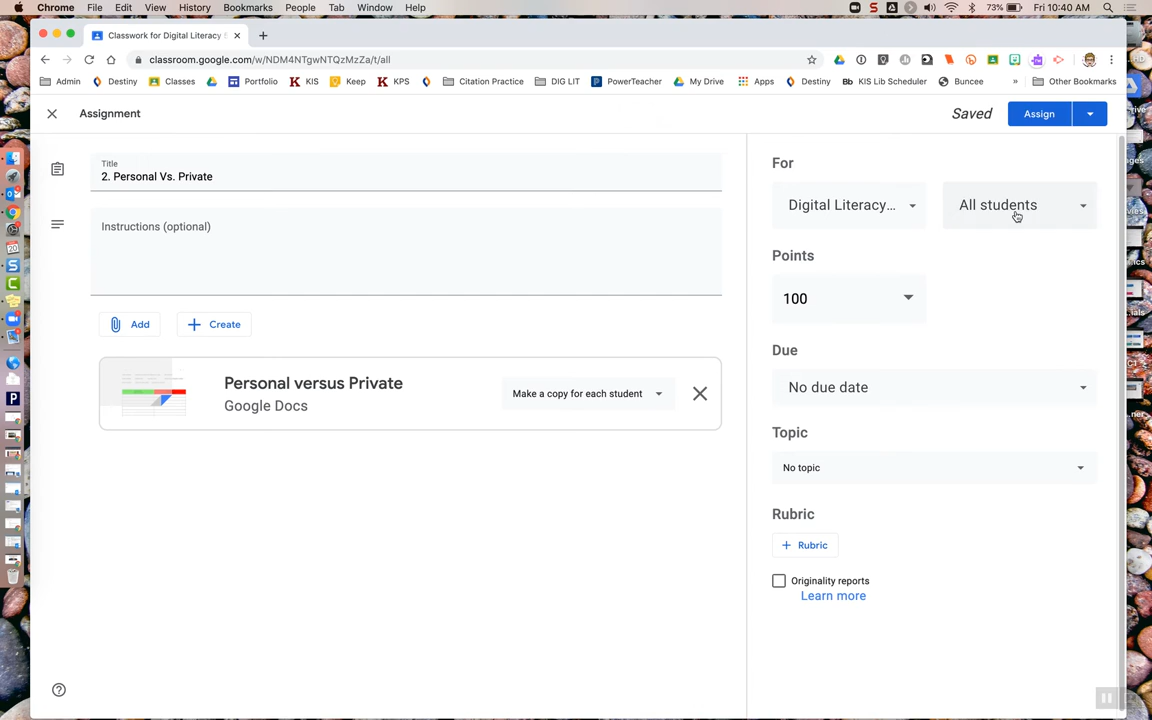 Chrome File Edit View History Bookmarks People Tab Window Help 73% Fri 10:40 AM
Classwork for Digital Literacy
classroom.google.com/w/NDM4NTgwNTQzMzZa/t/all
Admin Destiny Classes Portfolio KIS Keep KPS Citation Practice DIG LIT PowerTeacher My Drive Apps Destiny Bb KIS Lib Scheduler Buncee » Other Bookmarks
Assignment Saved Assign
Title
2. Personal Vs. Private
Instructions (optional)
Add Create
Personal versus Private
Google Docs
Make a copy for each student
For
Digital Literacy... All students
Points
100
Due
No due date
Topic
No topic
Rubric
+ Rubric
Originality reports
Learn more